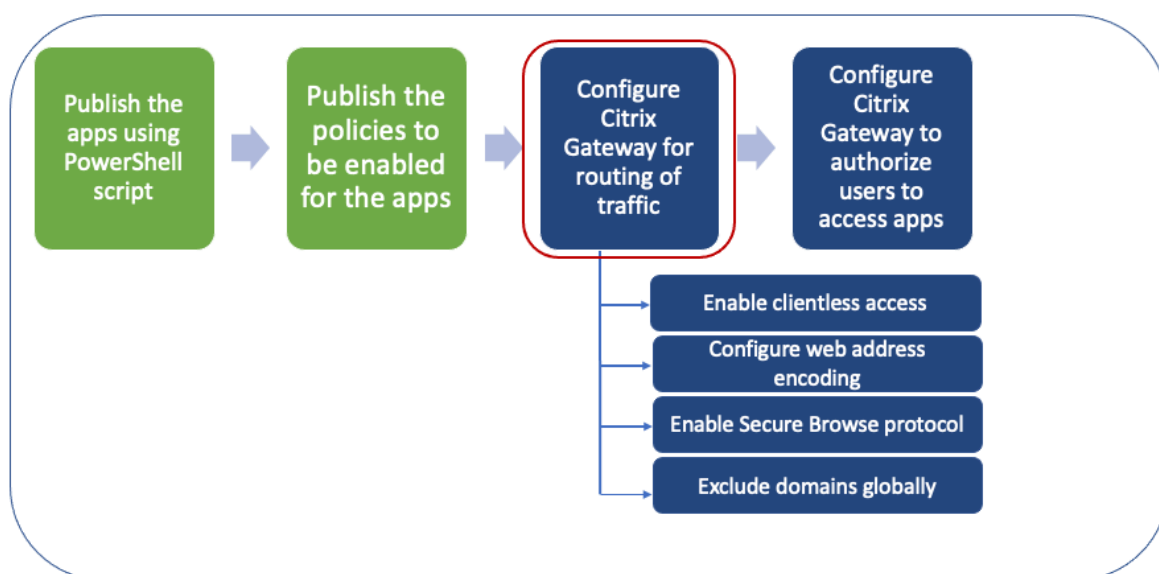 Publish the
apps using
PowerShell
script
Publish the
policies to
be enabled
for the apps
Configure
Citrix
Gateway for
routing of
traffic
Configure
Citrix
Gateway to
authorize
users to
access apps
Enable clientless access
Configure web address
encoding
Enable Secure Browse protocol
Exclude domains globally